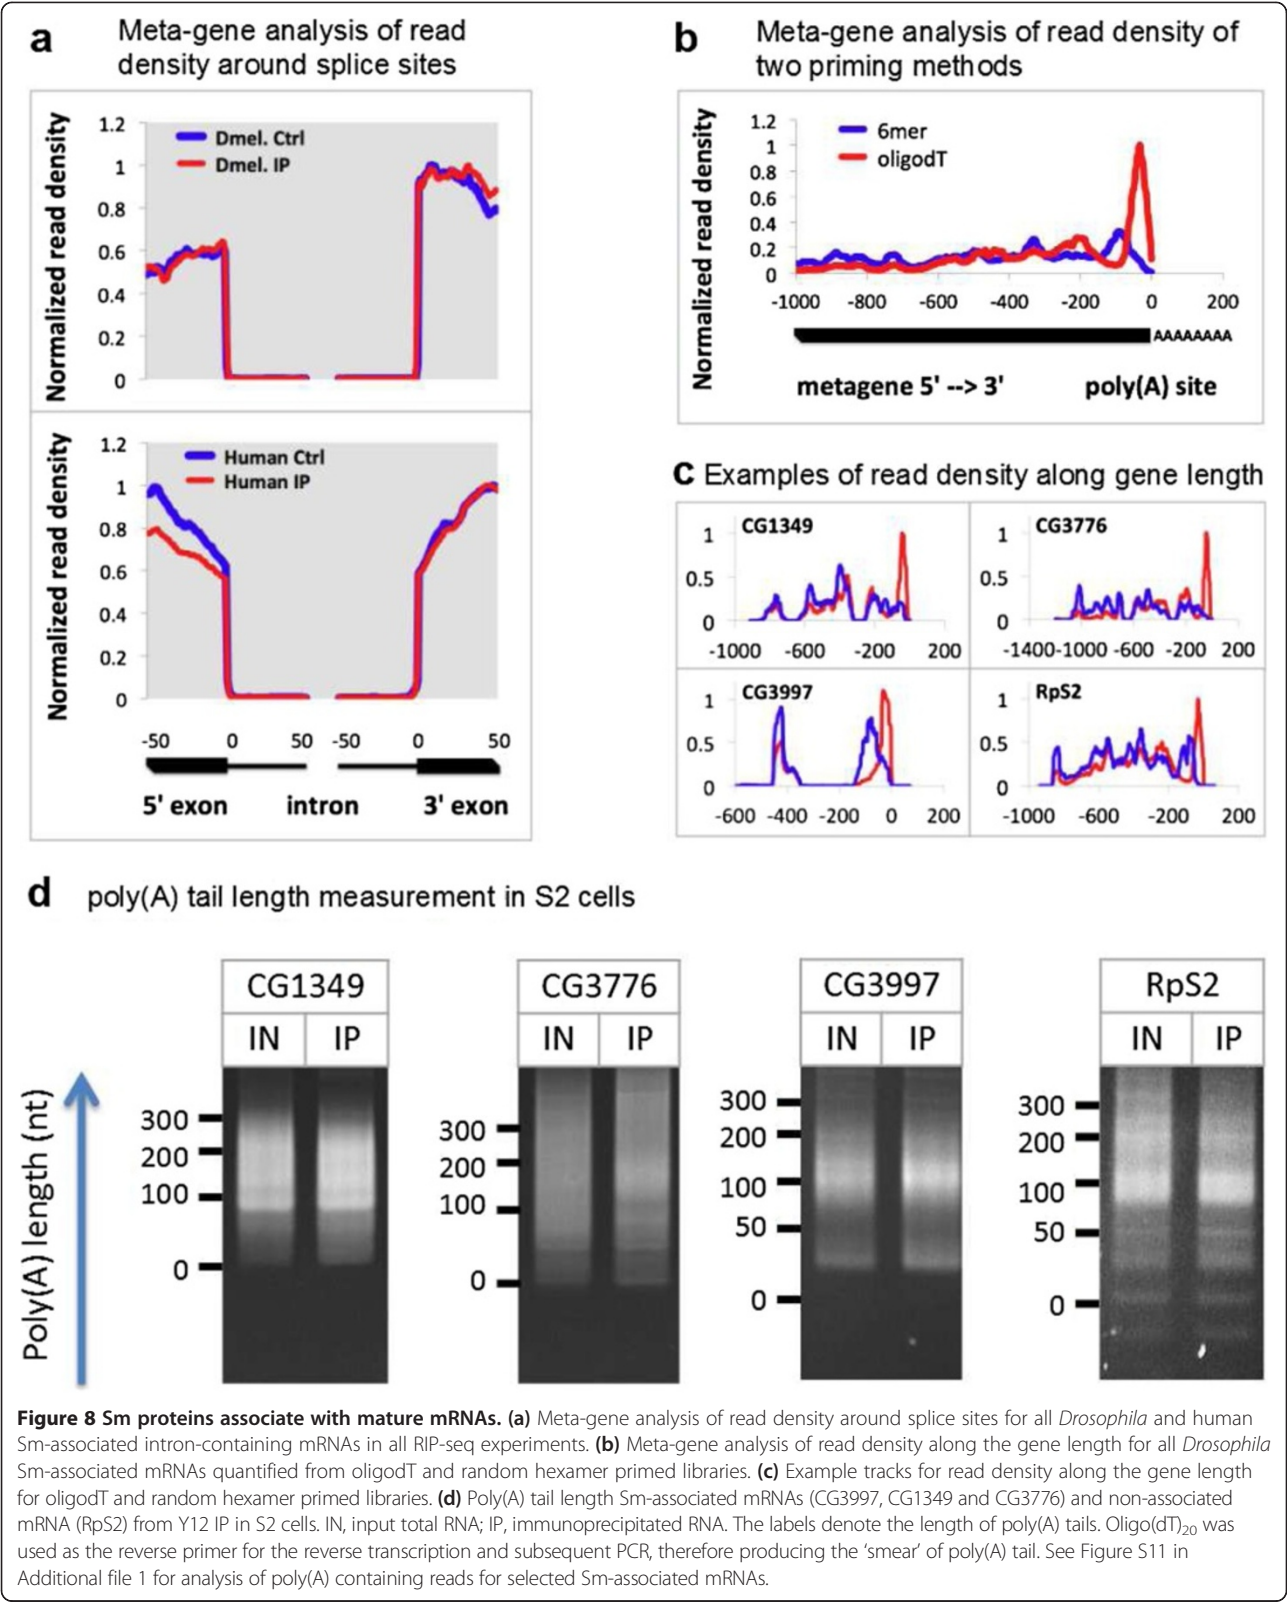 a
Meta-gene analysis of read
density around splice sites
Normalized read density
1.2
1
0.8
0.6
0.4
0.2
0
Dmel. Ctrl
Dmel. IP
Normalized read density
1.2
1
0.8
0.6
0.4
0.2
0
Human Ctrl
Human IP
-50 0 50 -50 0 50
5' exon intron 3' exon
b
Meta-gene analysis of read density of
two priming methods
Normalized read density
1.2
1
0.8
0.6
0.4
0.2
0
6mer
oligodT
-1000 -800 -600 -400 -200 0 200
AAAAAAAA
metagene 5' --> 3' poly(A) site
c Examples of read density along gene length
CG1349
1
0.5
0
-1000 -600 -200 200
CG3776
1
0.5
0
-1400 -1000 -600 -200 200
CG3997
1
0.5
0
-600 -400 -200 0 200
RpS2
1
0.5
0
-1000 -600 -200 200
d poly(A) tail length measurement in S2 cells
Poly(A) length (nt)
CG1349
IN IP
300
200
100
0
CG3776
IN IP
300
200
100
0
CG3997
IN IP
300
200
100
50
0
RpS2
IN IP
300
200
100
50
0
Figure 8 Sm proteins associate with mature mRNAs. (a) Meta-gene analysis of read density around splice sites for all Drosophila and human
Sm-associated intron-containing mRNAs in all RIP-seq experiments. (b) Meta-gene analysis of read density along the gene length for all Drosophila
Sm-associated mRNAs quantified from oligodT and random hexamer primed libraries. (c) Example tracks for read density along the gene length
for oligodT and random hexamer primed libraries. (d) Poly(A) tail length Sm-associated mRNAs (CG3997, CG1349 and CG3776) and non-associated
mRNA (RpS2) from Y12 IP in S2 cells. IN, input total RNA; IP, immunoprecipitated RNA. The labels denote the length of poly(A) tails. Oligo(dT)20 was
used as the reverse primer for the reverse transcription and subsequent PCR, therefore producing the ‘smear’ of poly(A) tail. See Figure S11 in
Additional file 1 for analysis of poly(A) containing reads for selected Sm-associated mRNAs.